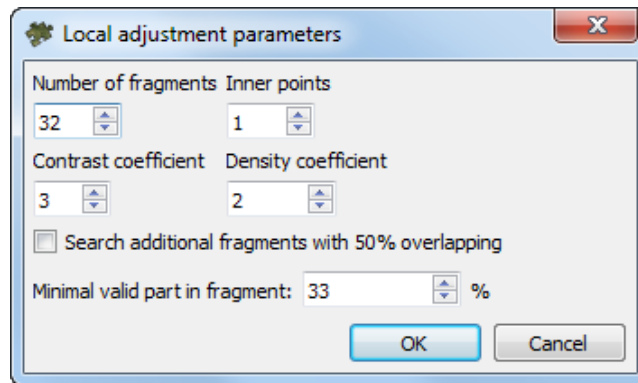 Local adjustment parameters
Number of fragments Inner points
32 1
Contrast coefficient Density coefficient
3 2
Search additional fragments with 50% overlapping
Minimal valid part in fragment: 33 %
OK Cancel